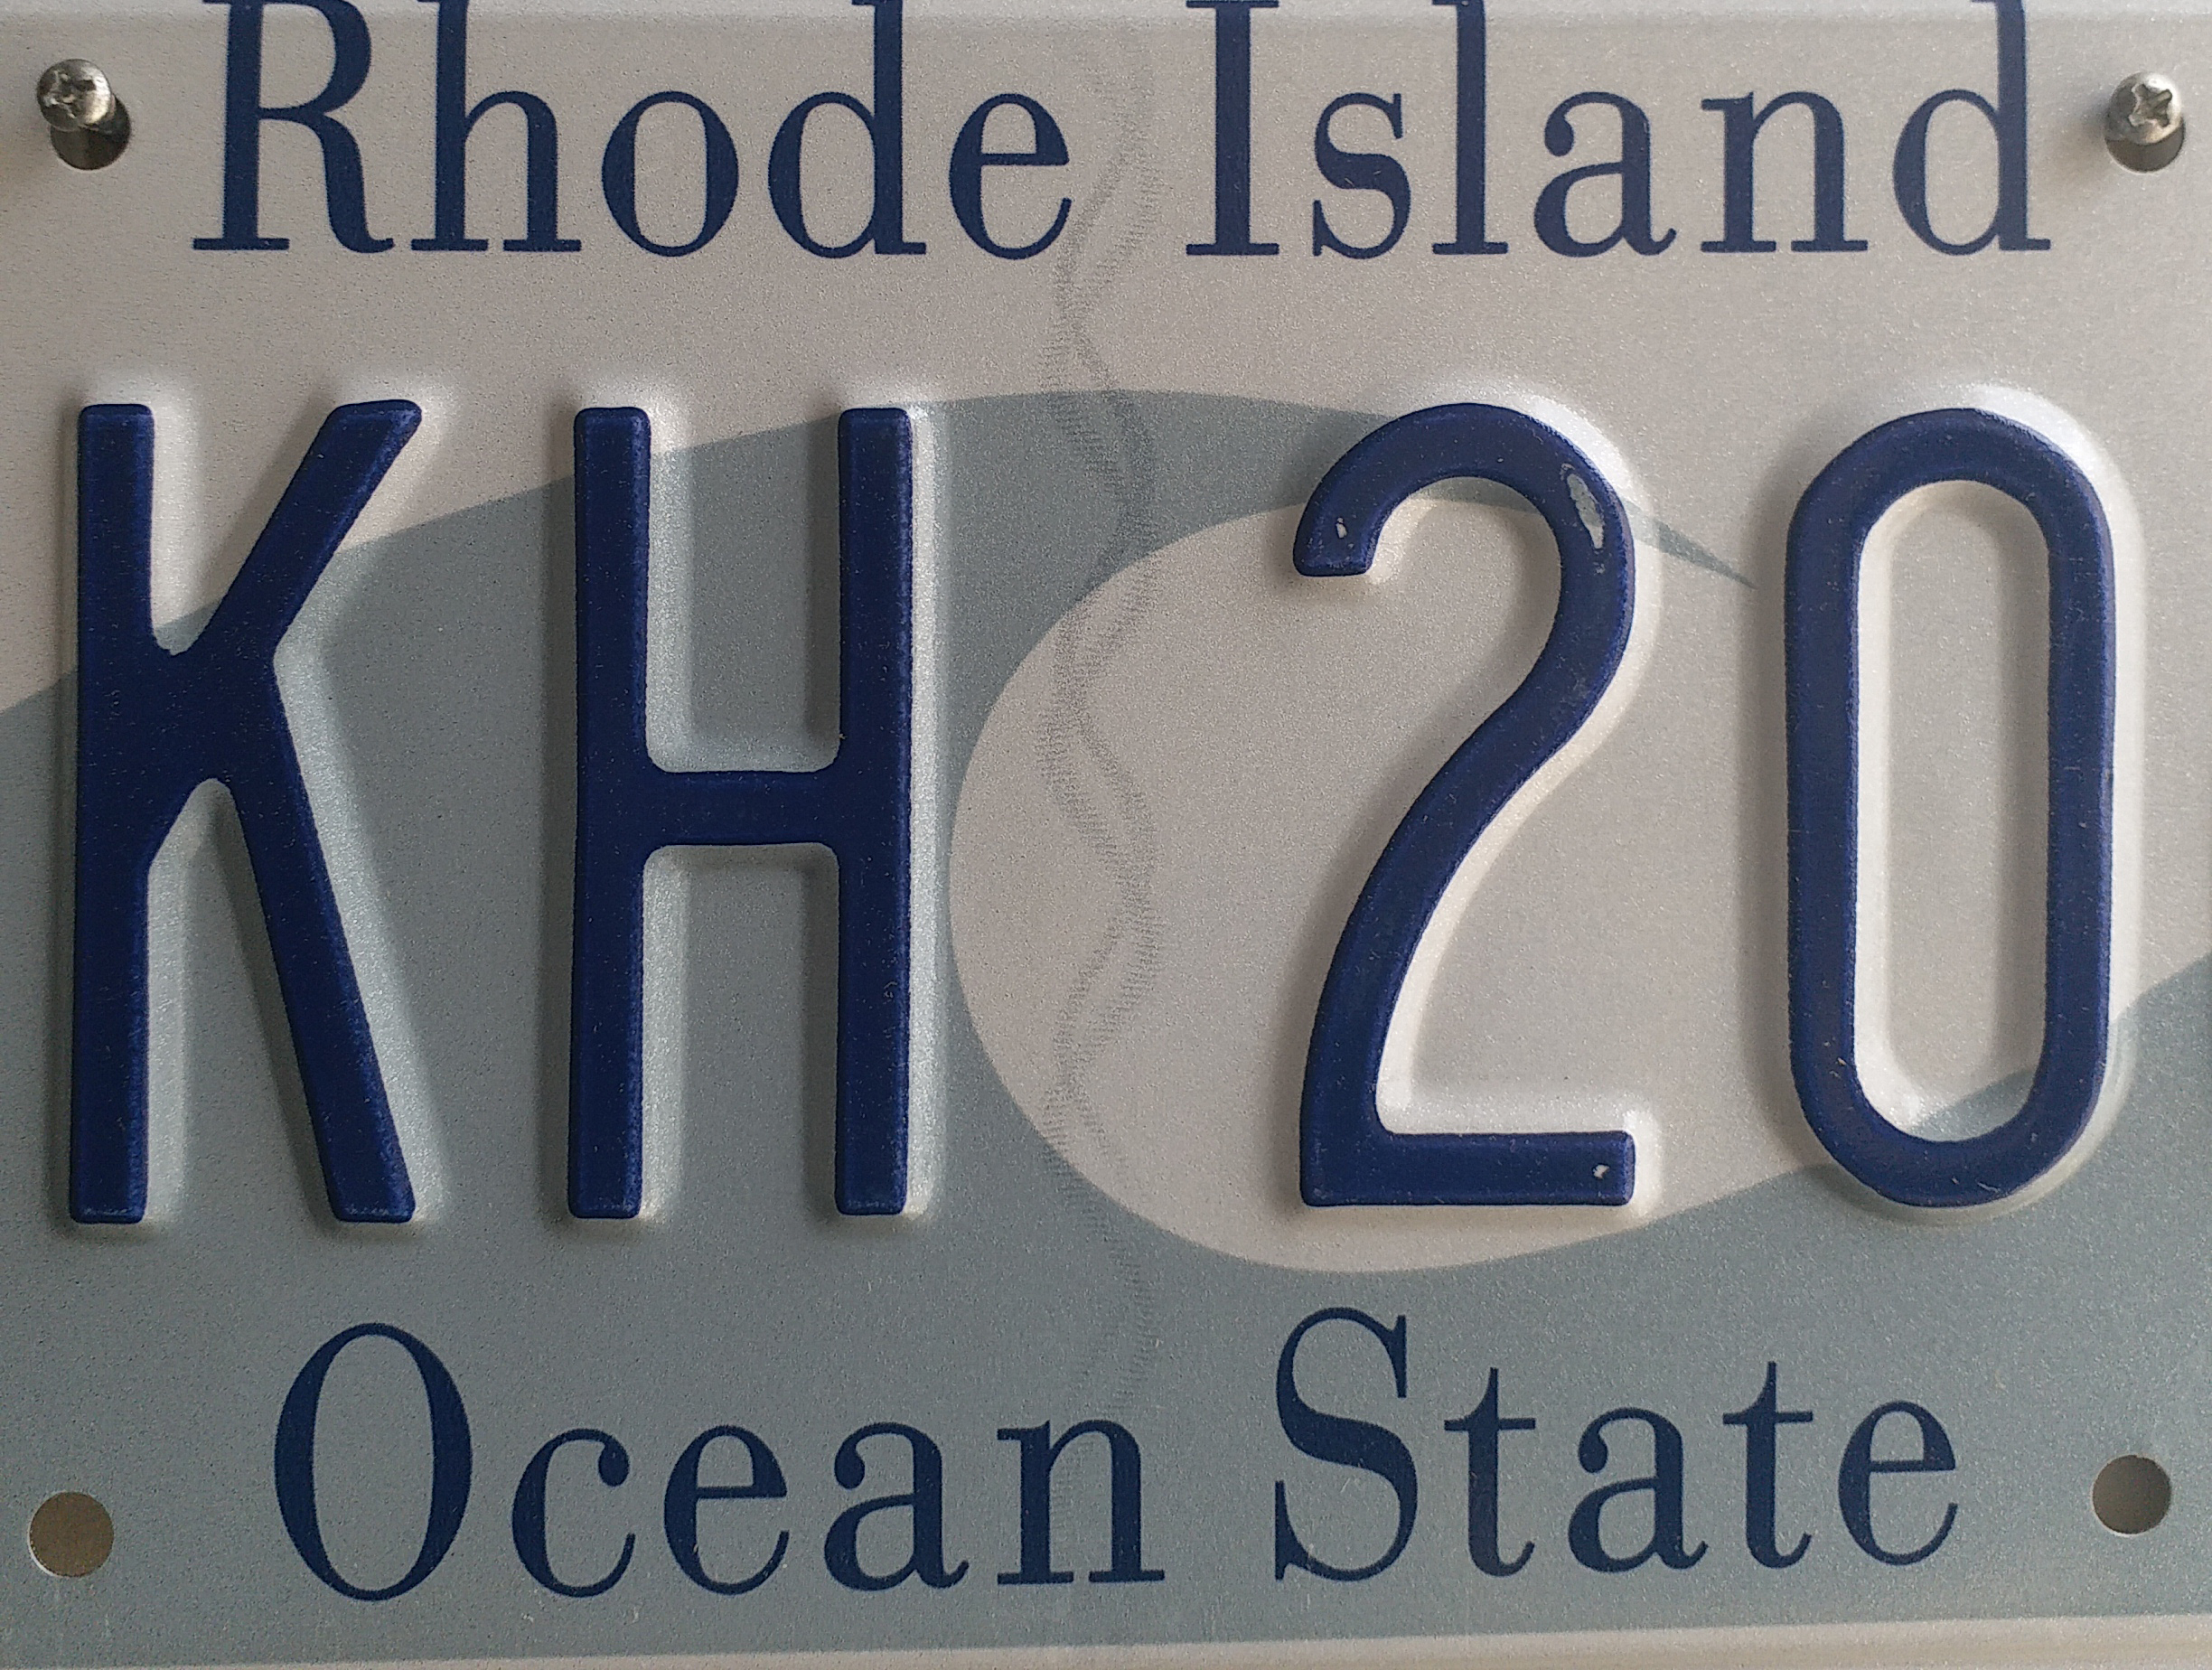 Rhode Island
KH 20
Ocean State